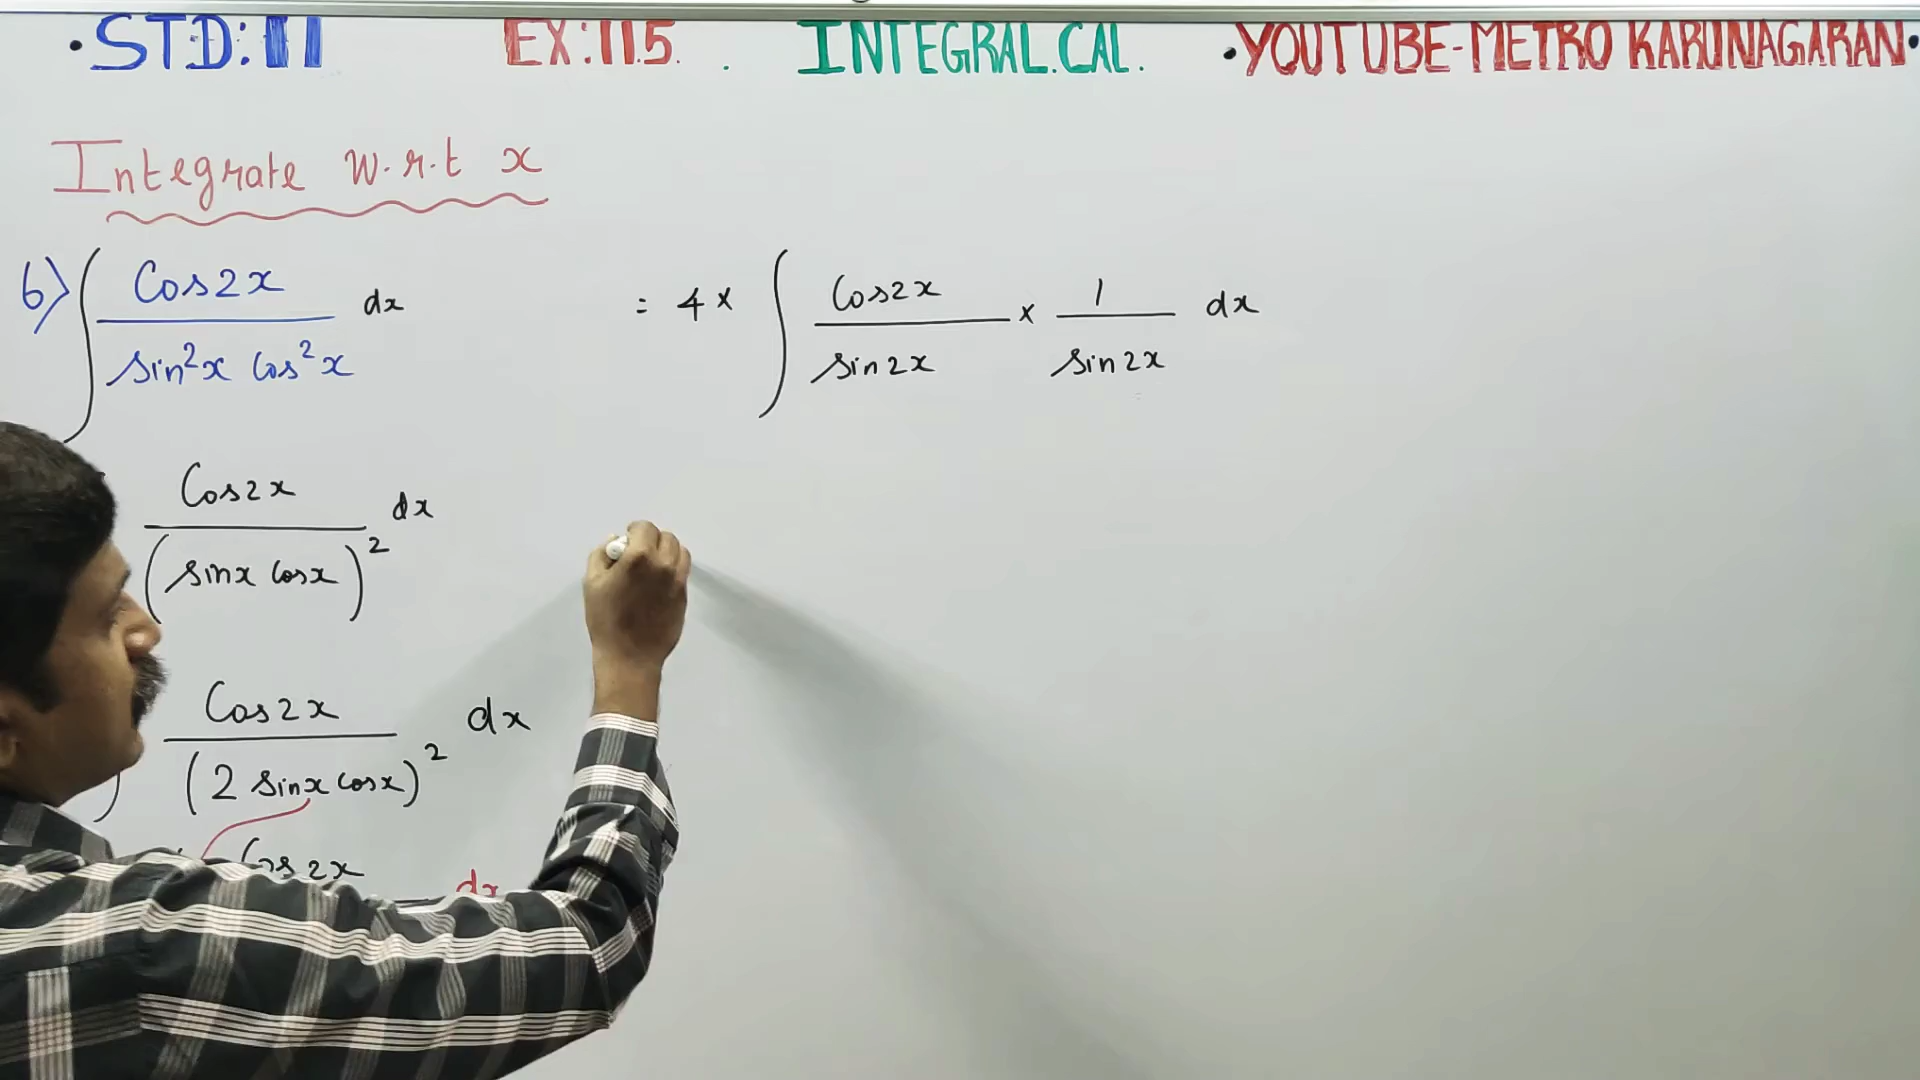 • STD: 11 EX: 11.5. . INTEGRAL.CAL. • YOUTUBE-METRO KARUNAGARAN •
Integrate w.r.t x
6) ∫ Cos2x / sin²x cos²x dx
Cos2x / (sinx cosx)² dx
Cos2x / (2 sinx cosx)² dx
Cos2x dx
= 4 × ∫ Cos2x / sin2x × 1 / sin2x dx